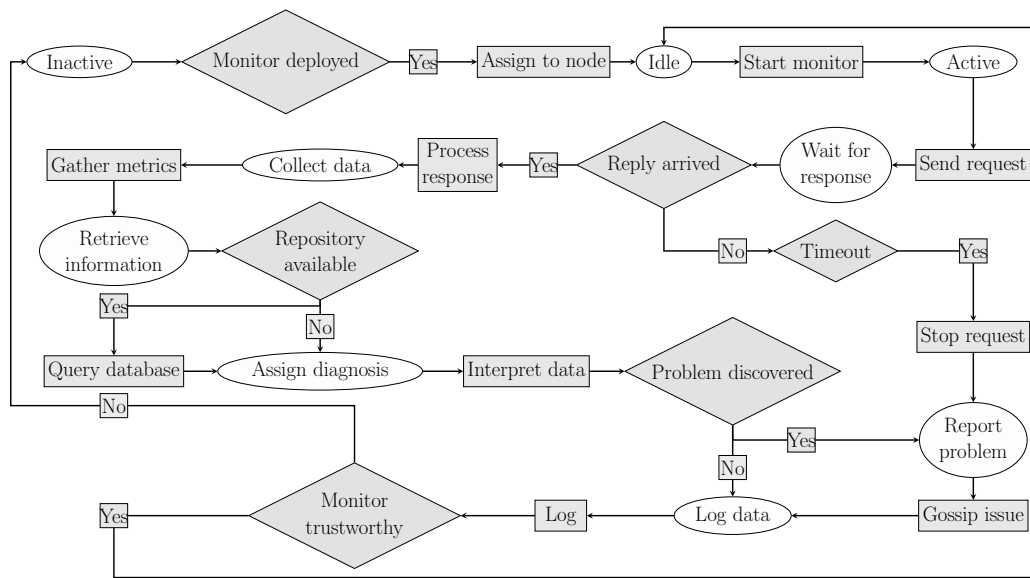 Inactive
Monitor deployed
Yes
Assign to node
Idle
Start monitor
Active
Gather metrics
Collect data
Process
response
Yes
Reply arrived
Wait for
response
Send request
Retrieve
information
Repository
available
No
Timeout
Yes
Yes
No
Stop request
Query database
Assign diagnosis
Interpret data
Problem discovered
No
Yes
Report
problem
No
Yes
Monitor
trustworthy
Log
Log data
Gossip issue